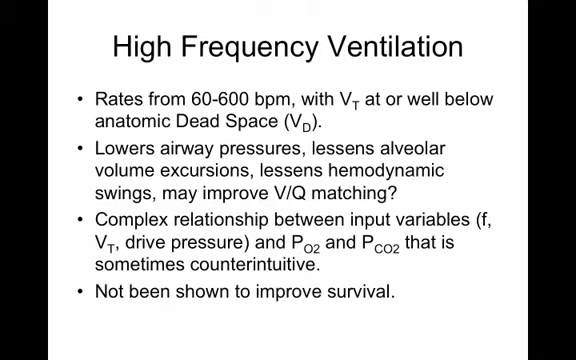 High Frequency Ventilation
• Rates from 60-600 bpm, with VT at or well below
anatomic Dead Space (VD).
• Lowers airway pressures, lessens alveolar
volume excursions, lessens hemodynamic
swings, may improve V/Q matching?
• Complex relationship between input variables (f,
VT, drive pressure) and PO2 and PCO2 that is
sometimes counterintuitive.
• Not been shown to improve survival.